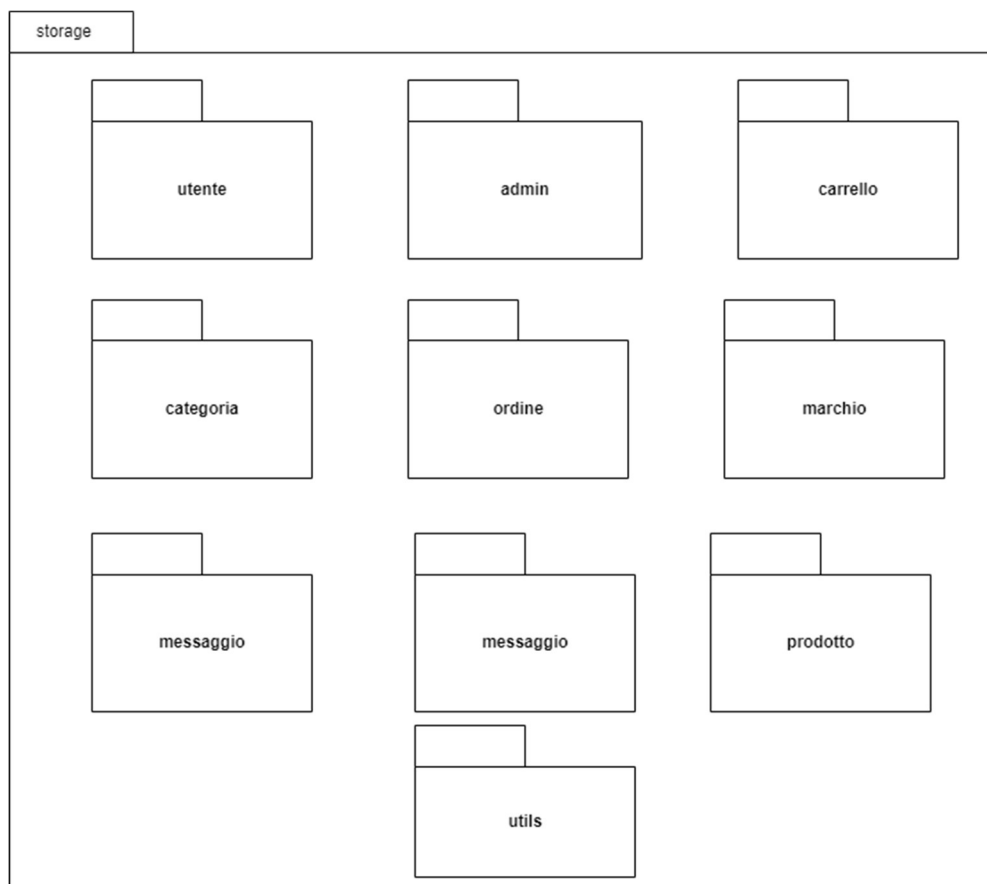 storage
utente
admin
carrello
categoria
ordine
marchio
messaggio
messaggio
prodotto
utils